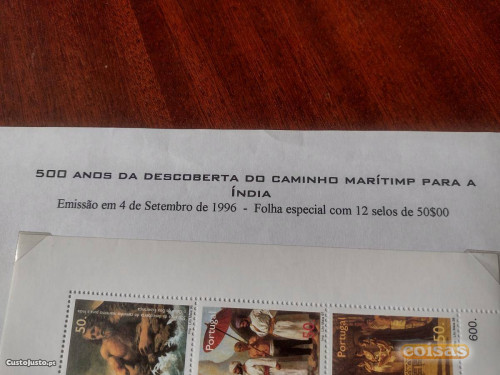 500 ANOS DA DESCOBERTA DO CAMINHO MARÍTIMP PARA A
ÍNDIA
Emissão em 4 de Setembro de 1996 - Folha especial com 12 selos de 50$00
50.
Portugal
Portugal
50.
600.
coisas
CustoJusto.pt